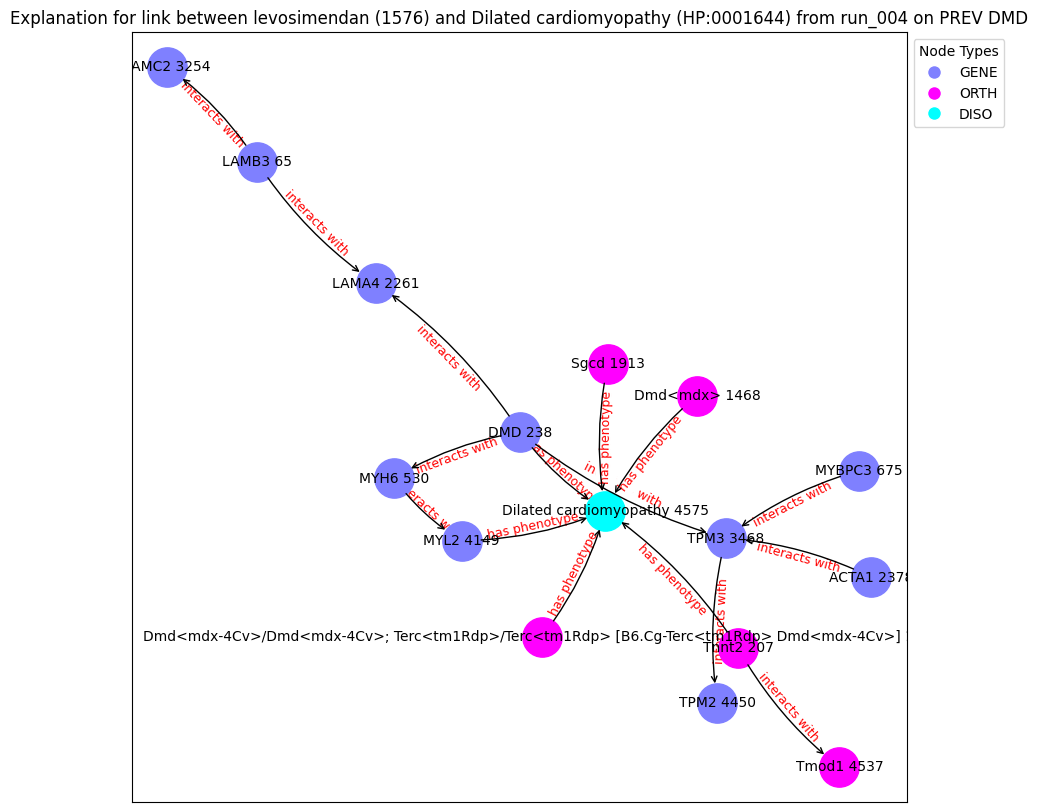 Explanation for link between levosimendan (1576) and Dilated cardiomyopathy (HP:0001644) from run_004 on PREV DMD
Node Types
GENE
ORTH
DISO
AMC2 3254
interacts with
LAMB3 65
interacts with
LAMA4 2261
interacts with
Sgcd 1913
Dmd<mdx> 1468
has phenotype
has phenotype
DMD 238
interacts with
has phenotype
in
with
MYH6 530
MYBPC3 675
interacts with
Dilated cardiomyopathy 4575
has phenotype
MYL2 4149
TPM3 3468
interacts with
ACTA1 2378
has phenotype
has phenotype
interacts with
Dmd<mdx-4Cv>/Dmd<mdx-4Cv>; Terc<tm1Rdp>/Terc<tm1Rdp> [B6.Cg-Terc<tm1Rdp> Dmd<mdx-4Cv>]
Tnnt2 207
TPM2 4450
interacts with
Tmod1 4537